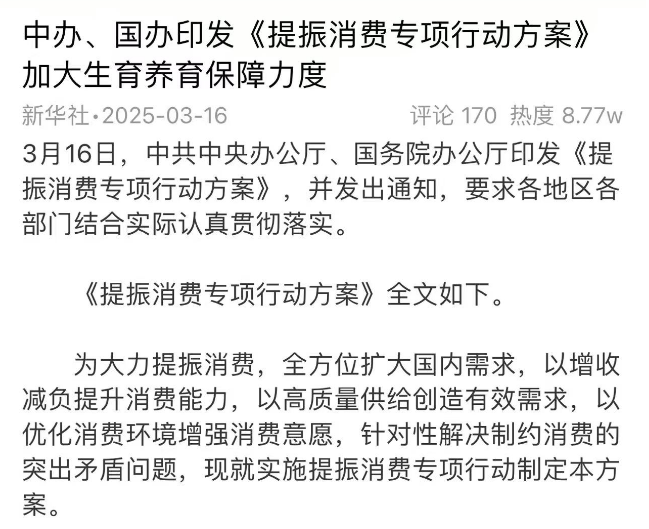 中办、国办印发《提振消费专项行动方案》
加大生育养育保障力度
新华社·2025-03-16 评论 170 热度 8.77w
3月16日，中共中央办公厅、国务院办公厅印发《提
振消费专项行动方案》，并发出通知，要求各地区各
部门结合实际认真贯彻落实。
《提振消费专项行动方案》全文如下。
为大力提振消费，全方位扩大国内需求，以增收
减负提升消费能力，以高质量供给创造有效需求，以
优化消费环境增强消费意愿，针对性解决制约消费的
突出矛盾问题，现就实施提振消费专项行动制定本方
案。